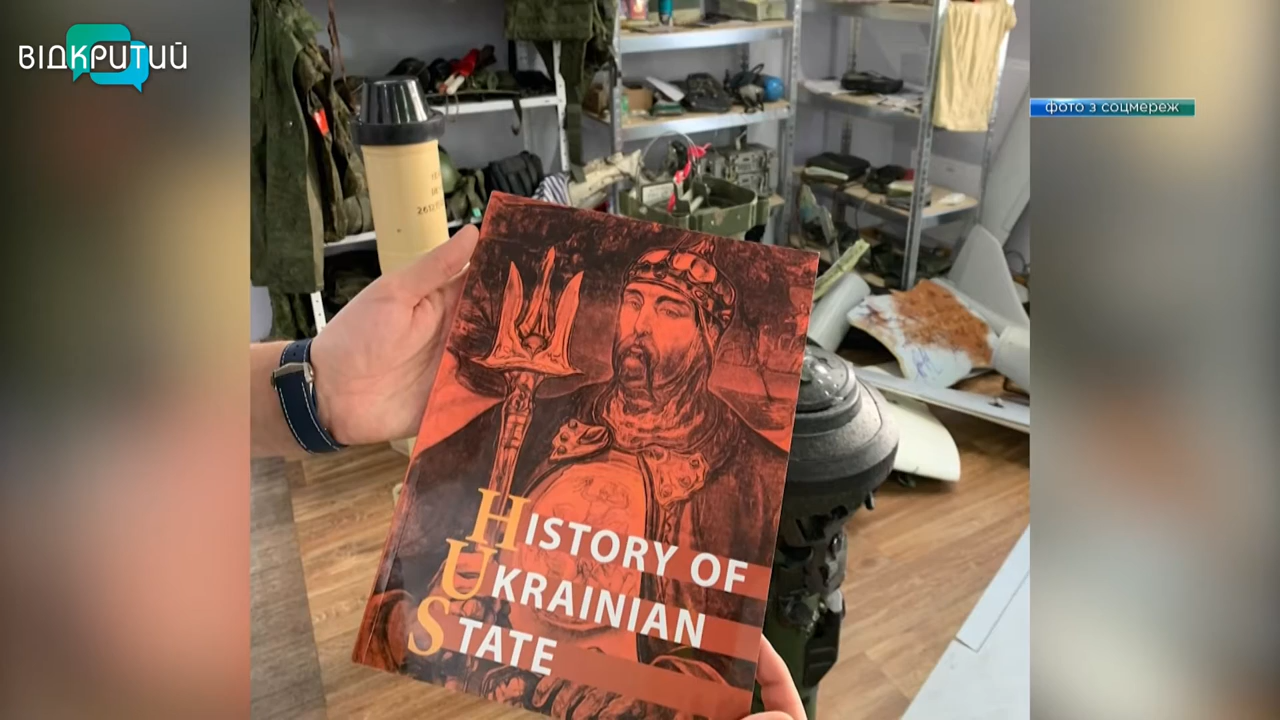 ВІДКРИТИЙ
фото з соцмереж
HISTORY OF
UKRAINIAN
STATE